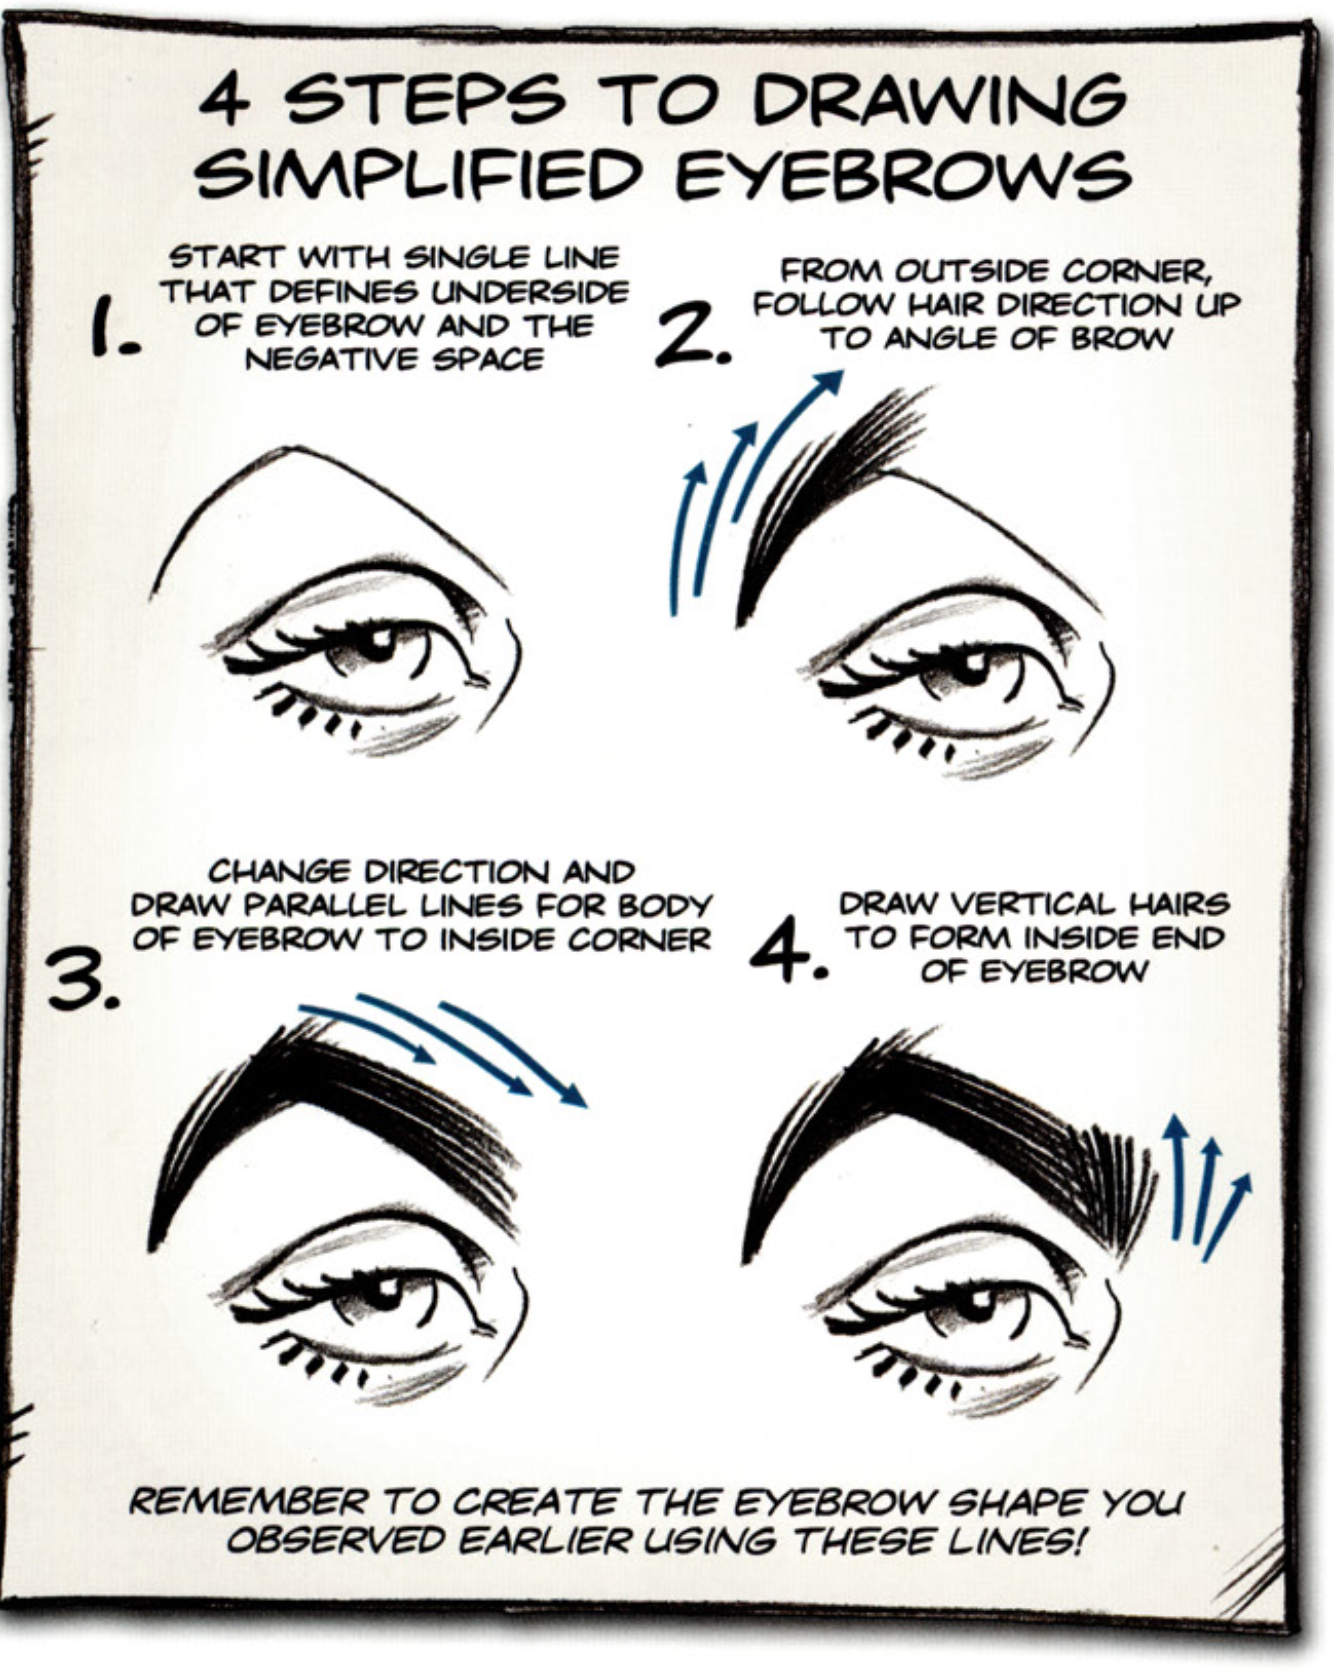 4 STEPS TO DRAWING
SIMPLIFIED EYEBROWS
1.
START WITH SINGLE LINE
THAT DEFINES UNDERSIDE
OF EYEBROW AND THE
NEGATIVE SPACE
2.
FROM OUTSIDE CORNER,
FOLLOW HAIR DIRECTION UP
TO ANGLE OF BROW
3.
CHANGE DIRECTION AND
DRAW PARALLEL LINES FOR BODY
OF EYEBROW TO INSIDE CORNER
4.
DRAW VERTICAL HAIRS
TO FORM INSIDE END
OF EYEBROW
REMEMBER TO CREATE THE EYEBROW SHAPE YOU
OBSERVED EARLIER USING THESE LINES!